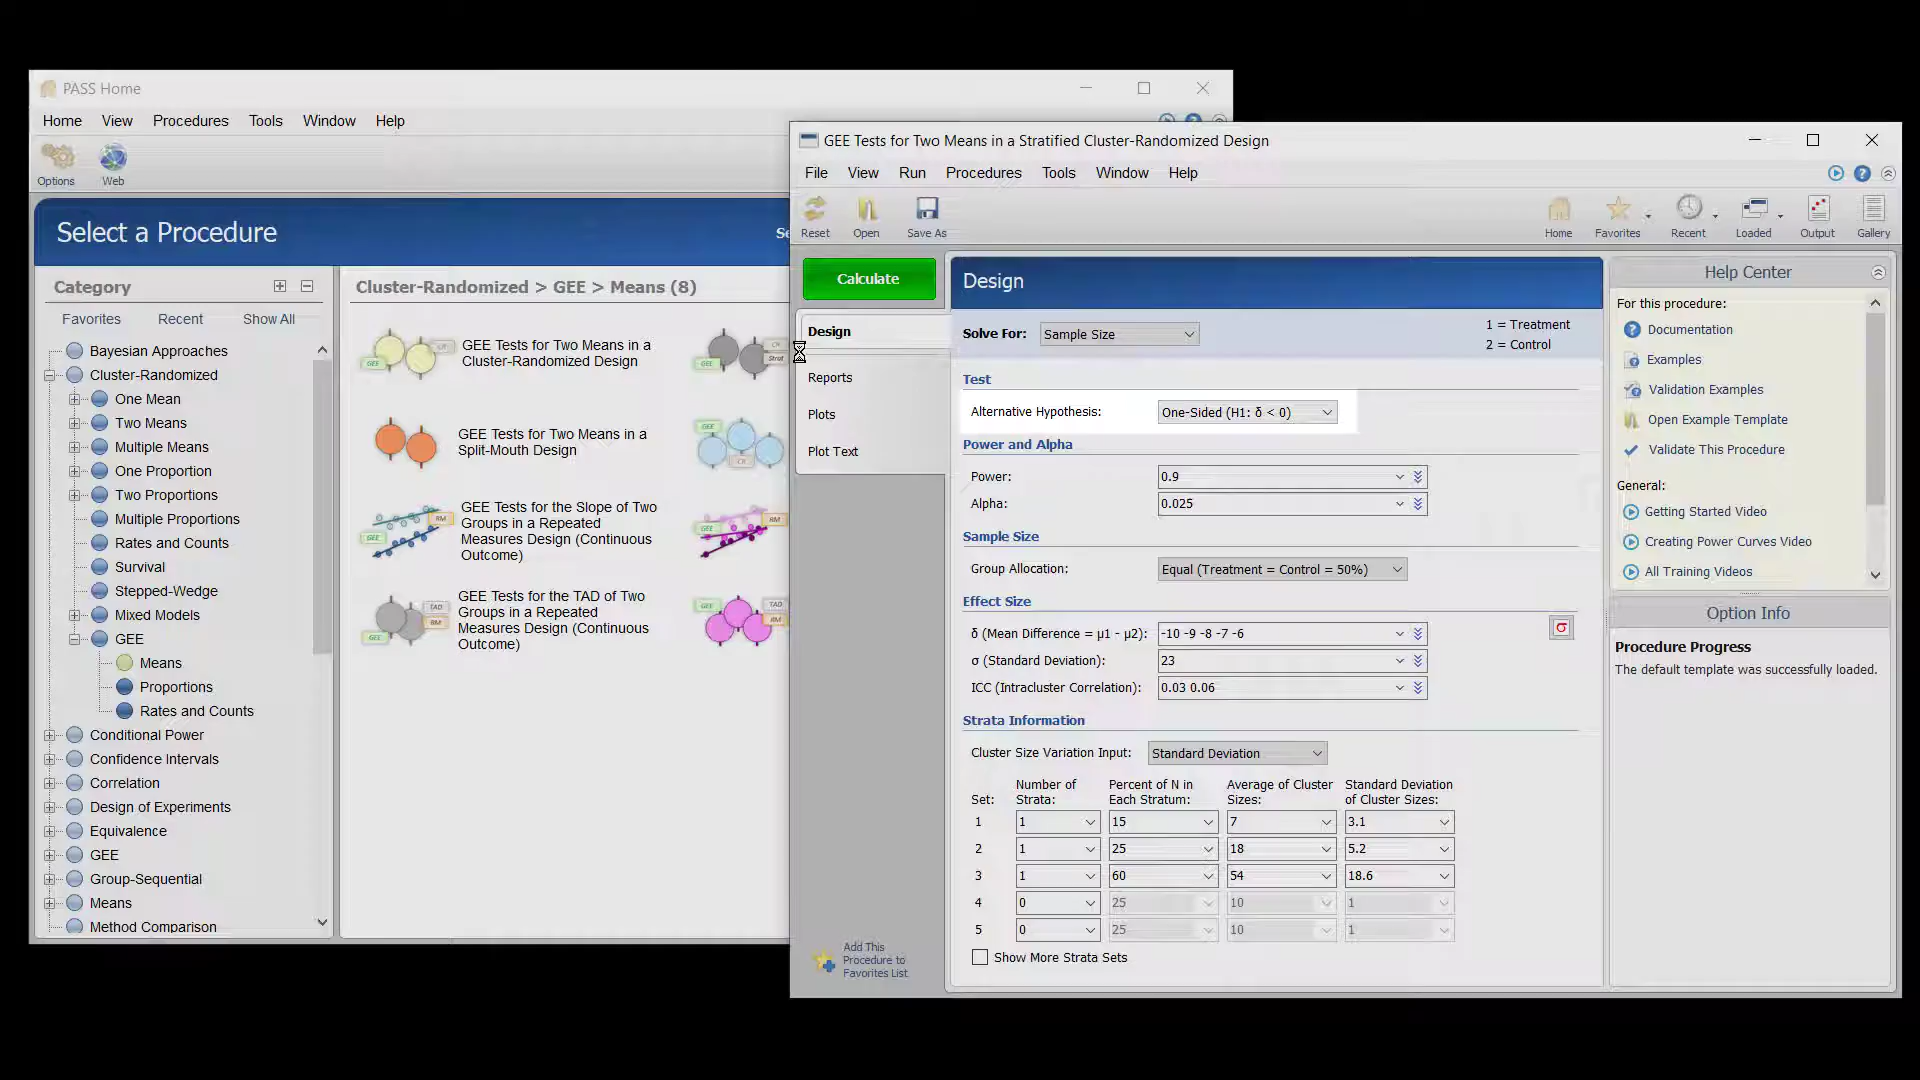 PASS Home
Home View Procedures Tools Window Help
Options Web
Select a Procedure
Category
Favorites Recent Show All
Bayesian Approaches
Cluster-Randomized
One Mean
Two Means
Multiple Means
One Proportion
Two Proportions
Multiple Proportions
Rates and Counts
Survival
Stepped-Wedge
Mixed Models
GEE
Means
Proportions
Rates and Counts
Conditional Power
Confidence Intervals
Correlation
Design of Experiments
Equivalence
GEE
Group-Sequential
Means
Method Comparison
Cluster-Randomized > GEE > Means (8)
GEE Tests for Two Means in a
Cluster-Randomized Design
GEE Tests for Two Means in a
Split-Mouth Design
GEE Tests for the Slope of Two
Groups in a Repeated
Measures Design (Continuous
Outcome)
GEE Tests for the TAD of Two
Groups in a Repeated
Measures Design (Continuous
Outcome)
GEE Tests for Two Means in a Stratified Cluster-Randomized Design
File View Run Procedures Tools Window Help
Reset Open Save As Home Favorites Recent Loaded Output Gallery
Calculate
Design
Reports
Plots
Plot Text
Add This
Procedure to
Favorites List
Design
Solve For: Sample Size
1 = Treatment
2 = Control
Test
Alternative Hypothesis: One-Sided (H1: δ < 0)
Power and Alpha
Power: 0.9
Alpha: 0.025
Sample Size
Group Allocation: Equal (Treatment = Control = 50%)
Effect Size
δ (Mean Difference = μ1 - μ2): -10 -9 -8 -7 -6
σ (Standard Deviation): 23
ICC (Intracluster Correlation): 0.03 0.06
Strata Information
Cluster Size Variation Input: Standard Deviation
Number of Percent of N in Average of Cluster Standard Deviation
Set: Strata: Each Stratum: Sizes: of Cluster Sizes:
1 1 15 7 3.1
2 1 25 18 5.2
3 1 60 54 18.6
4 0 25 10 1
5 0 25 10 1
Show More Strata Sets
Help Center
For this procedure:
Documentation
Examples
Validation Examples
Open Example Template
Validate This Procedure
General:
Getting Started Video
Creating Power Curves Video
All Training Videos
Option Info
Procedure Progress
The default template was successfully loaded.